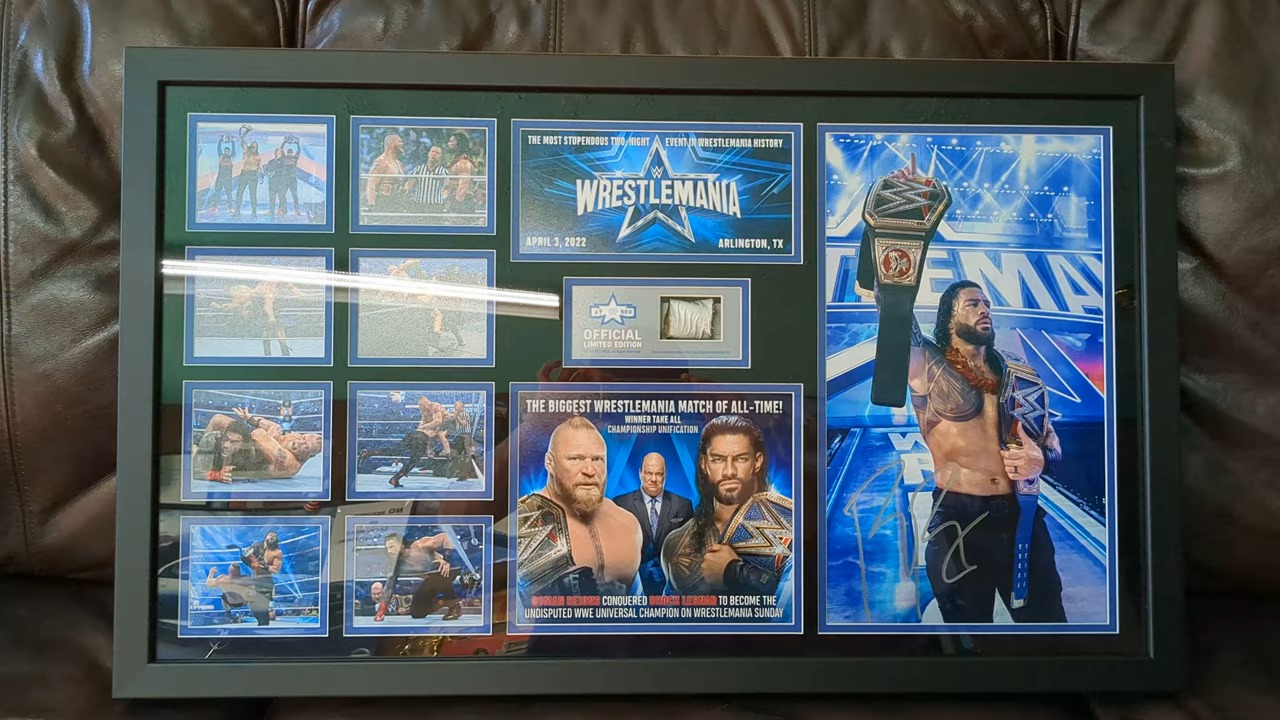 THE MOST STUPENDOUS TWO-NIGHT EVENT IN WRESTLEMANIA HISTORY
WRESTLEMANIA
APRIL 3, 2022 ARLINGTON, TX
500
OFFICIAL
LIMITED EDITION
THE BIGGEST WRESTLEMANIA MATCH OF ALL-TIME!
WINNER TAKE ALL
CHAMPIONSHIP UNIFICATION
ROMAN REIGNS CONQUERED BROCK LESNAR TO BECOME THE
UNDISPUTED WWE UNIVERSAL CHAMPION ON WRESTLEMANIA SUNDAY
TLEMA